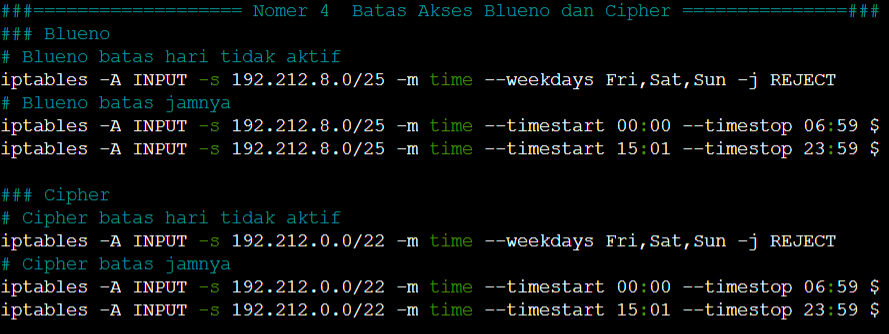 ###=================== Nomer 4  Batas Akses Blueno dan Cipher ===============###
### Blueno
# Blueno batas hari tidak aktif
iptables -A INPUT -s 192.212.8.0/25 -m time --weekdays Fri,Sat,Sun -j REJECT
# Blueno batas jamnya
iptables -A INPUT -s 192.212.8.0/25 -m time --timestart 00:00 --timestop 06:59 $
iptables -A INPUT -s 192.212.8.0/25 -m time --timestart 15:01 --timestop 23:59 $
### Cipher
# Cipher batas hari tidak aktif
iptables -A INPUT -s 192.212.0.0/22 -m time --weekdays Fri,Sat,Sun -j REJECT
# Cipher batas jamnya
iptables -A INPUT -s 192.212.0.0/22 -m time --timestart 00:00 --timestop 06:59 $
iptables -A INPUT -s 192.212.0.0/22 -m time --timestart 15:01 --timestop 23:59 $